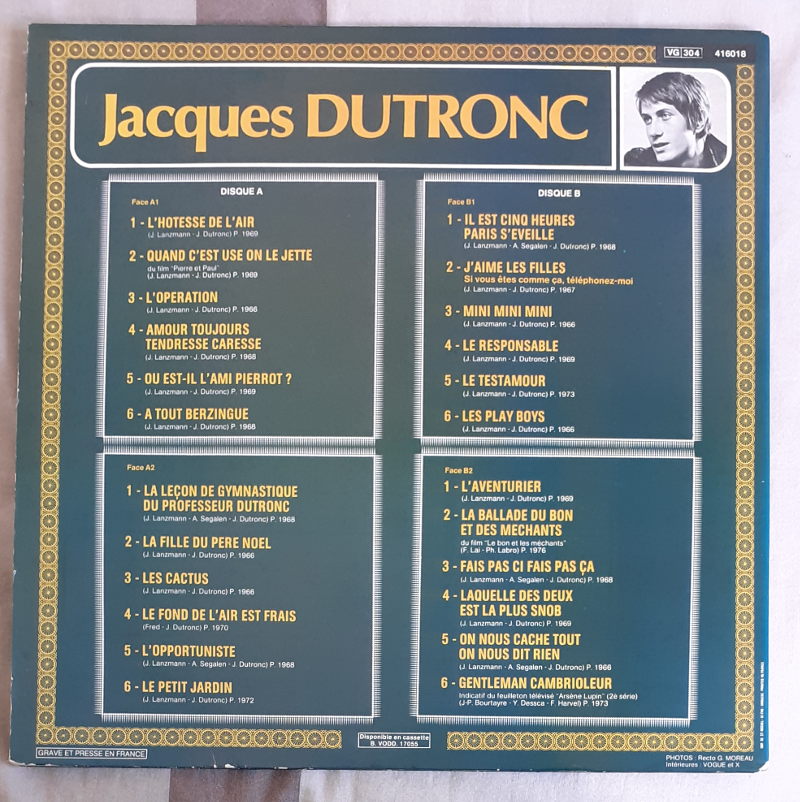 VG 304 416018
Jacques DUTRONC
DISQUE A
Face A1
1 - L'HOTESSE DE L'AIR
(J. Lanzmann - J. Dutronc) P. 1969
2 - QUAND C'EST USE ON LE JETTE
du film "Pierre et Paul"
(J. Lanzmann - J. Dutronc) P. 1969
3 - L'OPERATION
(J. Lanzmann - J. Dutronc) P. 1966
4 - AMOUR TOUJOURS
TENDRESSE CARESSE
(J. Lanzmann - J. Dutronc) P. 1968
5 - OU EST-IL L'AMI PIERROT ?
(J. Lanzmann - J. Dutronc) P. 1969
6 - A TOUT BERZINGUE
(J. Lanzmann - J. Dutronc) P. 1968
Face A2
1 - LA LEÇON DE GYMNASTIQUE
DU PROFESSEUR DUTRONC
(J. Lanzmann - A. Segalen - J. Dutronc) P. 1968
2 - LA FILLE DU PERE NOEL
(J. Lanzmann - J. Dutronc) P. 1966
3 - LES CACTUS
(J. Lanzmann - J. Dutronc) P. 1966
4 - LE FOND DE L'AIR EST FRAIS
(Fred - J. Dutronc) P. 1970
5 - L'OPPORTUNISTE
(J. Lanzmann - A. Segalen - J. Dutronc) P. 1968
6 - LE PETIT JARDIN
(J. Lanzmann - J. Dutronc) P. 1972
DISQUE B
Face B1
1 - IL EST CINQ HEURES
PARIS S'EVEILLE
(J. Lanzmann - A. Segalen - J. Dutronc) P. 1968
2 - J'AIME LES FILLES
Si vous êtes comme ça, téléphonez-moi
(J. Lanzmann - J. Dutronc) P. 1967
3 - MINI MINI MINI
(J. Lanzmann - J. Dutronc) P. 1966
4 - LE RESPONSABLE
(J. Lanzmann - J. Dutronc) P. 1969
5 - LE TESTAMOUR
(J. Lanzmann - J. Dutronc) P. 1973
6 - LES PLAY BOYS
(J. Lanzmann - J. Dutronc) P. 1966
Face B2
1 - L'AVENTURIER
(J. Lanzmann - J. Dutronc) P. 1969
2 - LA BALLADE DU BON
ET DES MECHANTS
du film "Le bon et les méchants"
(F. Lai - Ph. Labro) P. 1976
3 - FAIS PAS CI FAIS PAS ÇA
(J. Lanzmann - A. Segalen - J. Dutronc) P. 1968
4 - LAQUELLE DES DEUX
EST LA PLUS SNOB
(J. Lanzmann - J. Dutronc) P. 1969
5 - ON NOUS CACHE TOUT
ON NOUS DIT RIEN
(J. Lanzmann - A. Segalen - J. Dutronc) P. 1966
6 - GENTLEMAN CAMBRIOLEUR
Indicatif du feuilleton télévisé "Arsène Lupin" (2è série)
(J-P. Bourtayre - Y. Dessca - F. Harvel) P. 1973
GRAVE ET PRESSE EN FRANCE
Disponible en cassette
B. VODD. 17055
PHOTOS : Recto G. MOREAU
Intérieures : VOGUE et X